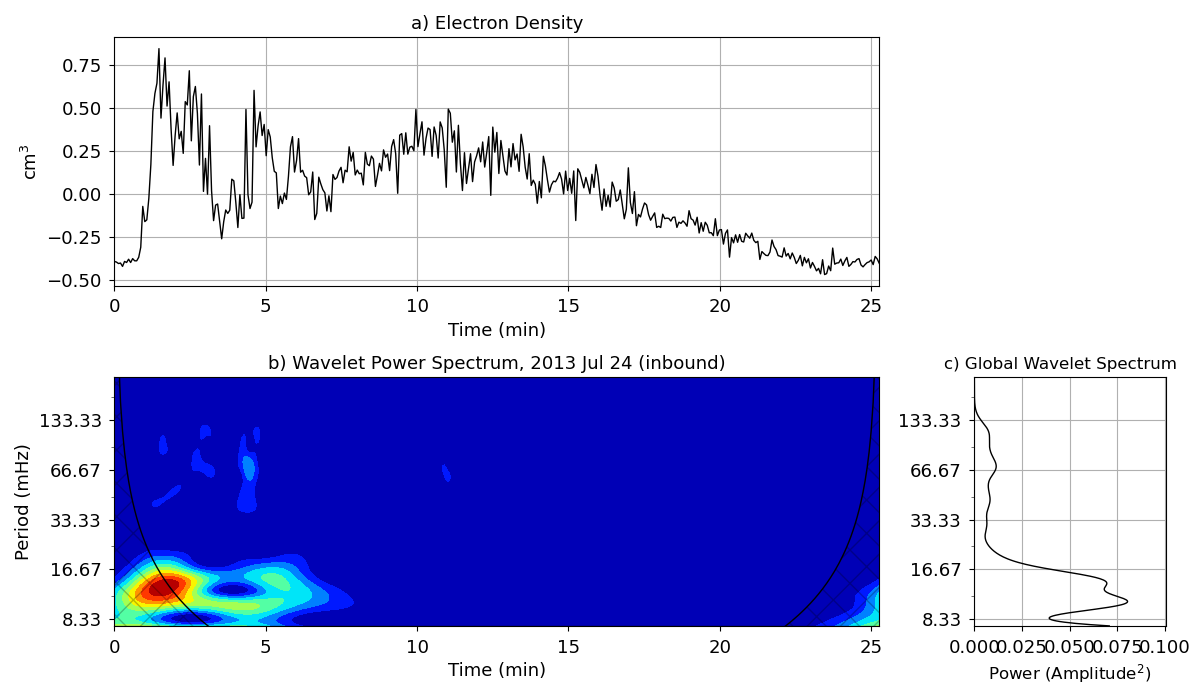 a) Electron Density
0.75
0.50
0.25
0.00
−0.25
−0.50
cm³
0 5 10 15 20 25
Time (min)
b) Wavelet Power Spectrum, 2013 Jul 24 (inbound)
133.33
66.67
33.33
16.67
8.33
Period (mHz)
0 5 10 15 20 25
Time (min)
c) Global Wavelet Spectrum
133.33
66.67
33.33
16.67
8.33
0.000 0.025 0.050 0.075 0.100
Power (Amplitude²)